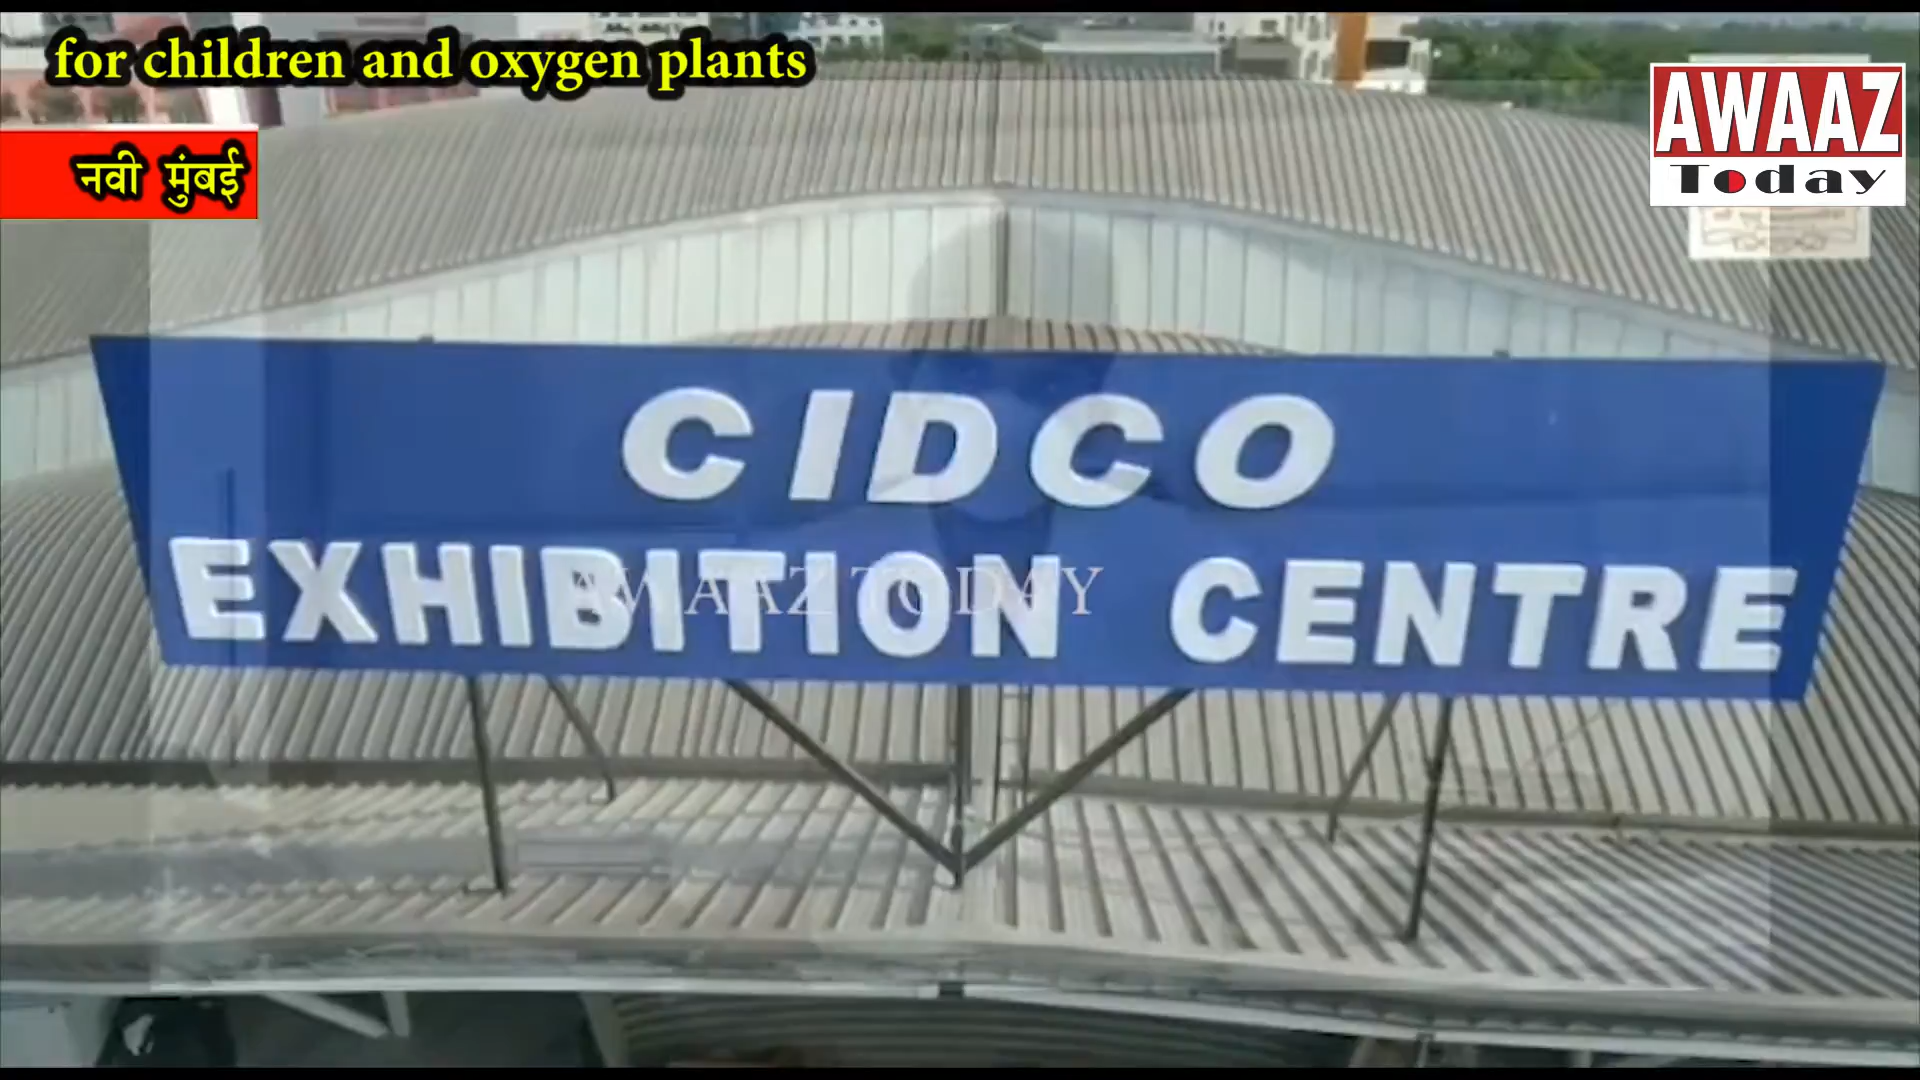 for children and oxygen plants
नवी मुंबई
AWAAZ
Today
CIDCO
EXHIBITION CENTRE
AWAAZ TODAY